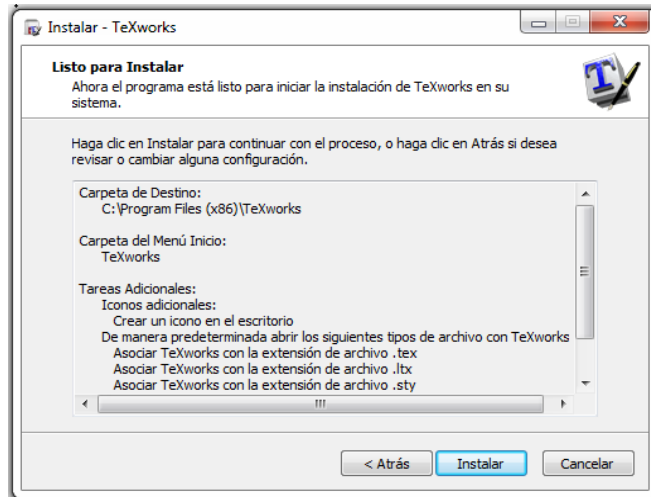 Instalar - TeXworks
Listo para Instalar
Ahora el programa está listo para iniciar la instalación de TeXworks en su
sistema.
Haga clic en Instalar para continuar con el proceso, o haga clic en Atrás si desea
revisar o cambiar alguna configuración.
Carpeta de Destino:
C:\Program Files (x86)\TeXworks
Carpeta del Menú Inicio:
TeXworks
Tareas Adicionales:
Iconos adicionales:
Crear un icono en el escritorio
De manera predeterminada abrir los siguientes tipos de archivo con TeXworks
Asociar TeXworks con la extensión de archivo .tex
Asociar TeXworks con la extensión de archivo .ltx
Asociar TeXworks con la extensión de archivo .sty
< Atrás Instalar Cancelar